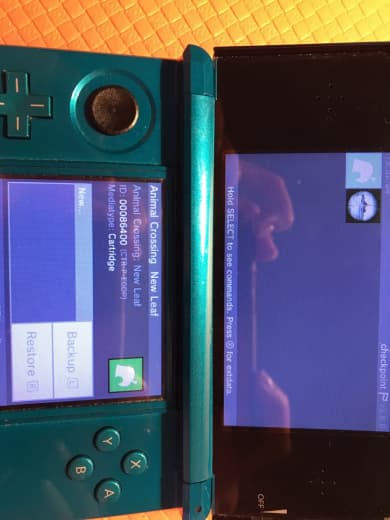 checkpoint
Hold SELECT to see commands. Press Ⓧ for extdata.
OFF
Animal Crossing New Leaf
Animal Crossing: New Leaf
ID: 00086400
Mediatype: Cartridge
New...
Backup
Restore
X
Y
A
B